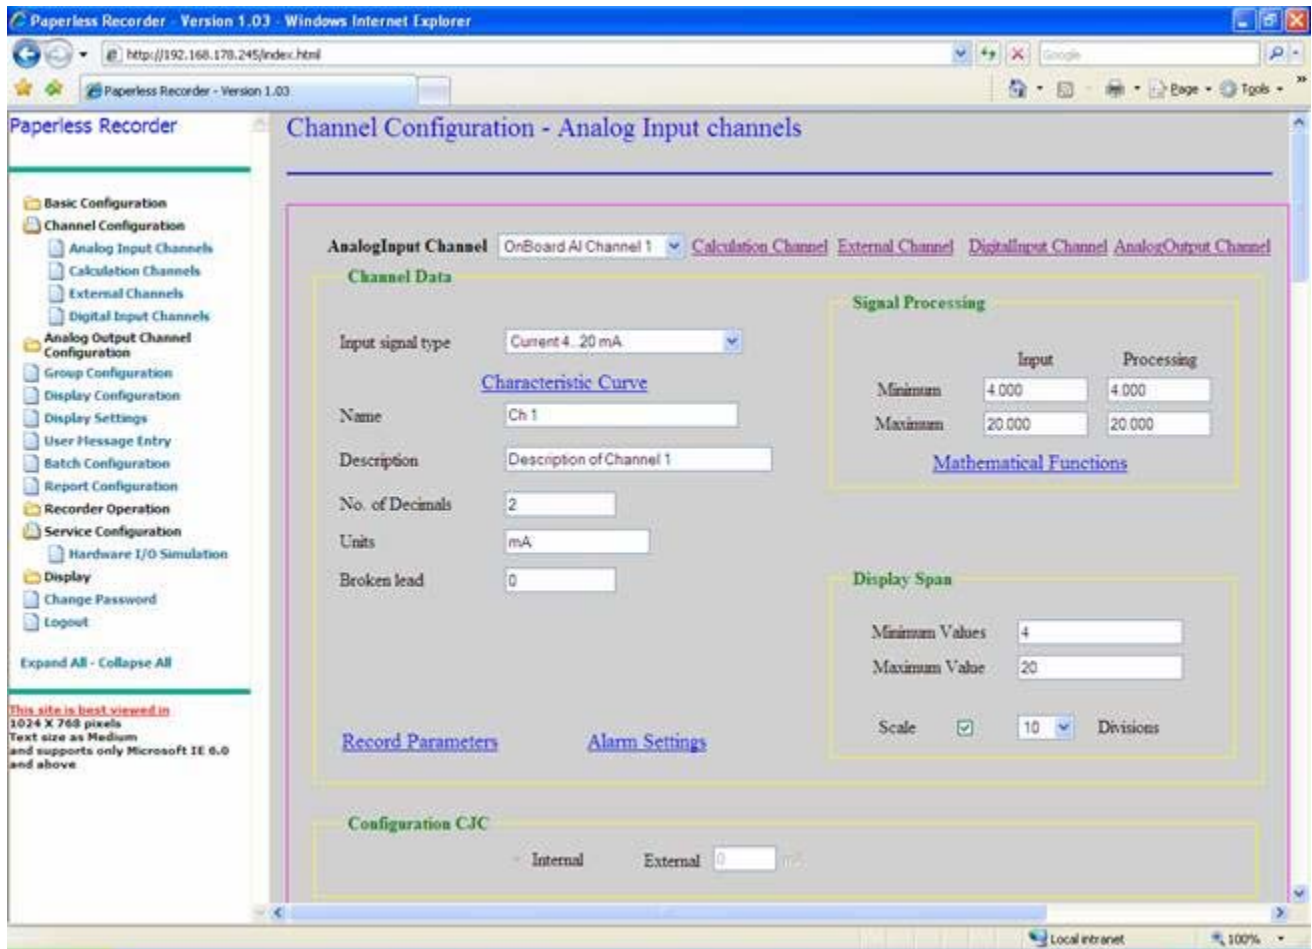 Paperless Recorder - Version 1.03 - Windows Internet Explorer
http://192.168.178.245/index.html
Google
Paperless Recorder - Version 1.03
Page
Tools
Paperless Recorder
Basic Configuration
Channel Configuration
Analog Input Channels
Calculation Channels
External Channels
Digital Input Channels
Analog Output Channel
Configuration
Group Configuration
Display Configuration
Display Settings
User Message Entry
Batch Configuration
Report Configuration
Recorder Operation
Service Configuration
Hardware I/O Simulation
Display
Change Password
Logout
Expand All - Collapse All
This site is best viewed in
1024 X 768 pixels
Text size as Medium
and supports only Microsoft IE 6.0
and above
Channel Configuration - Analog Input channels
AnalogInput Channel OnBoard AI Channel 1 Calculation Channel External Channel DigitalInput Channel AnalogOutput Channel
Channel Data
Input signal type Current 4..20 mA
Characteristic Curve
Name Ch 1
Description Description of Channel 1
No. of Decimals 2
Units mA
Broken lead 0
Record Parameters Alarm Settings
Signal Processing
Input Processing
Minimum 4.000 4.000
Maximum 20.000 20.000
Mathematical Functions
Display Span
Minimum Values 4
Maximum Value 20
Scale 10 Divisions
Configuration CJC
Internal External 0
Local intranet 100%